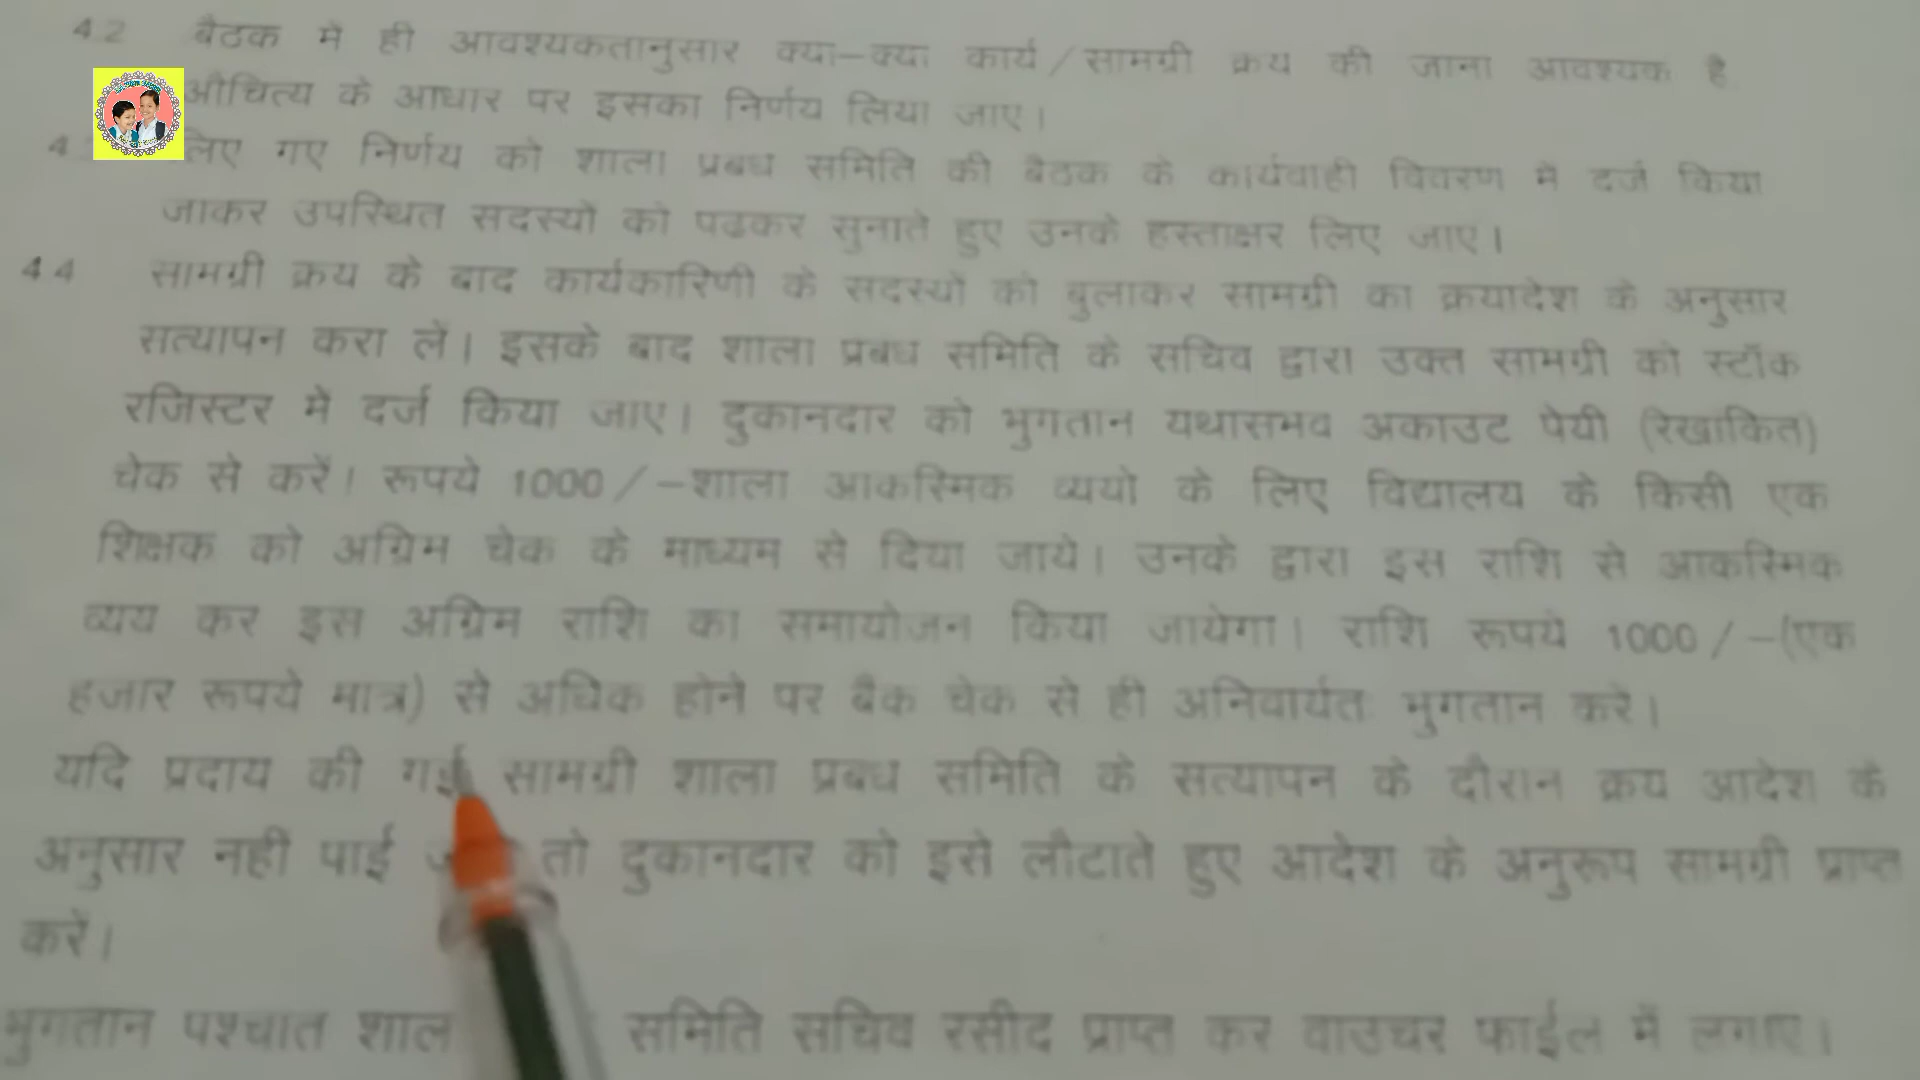 4.2 बैठक में ही आवश्यकतानुसार क्या–क्या कार्य/सामग्री क्रय की जाना आवश्यक है
औचित्य के आधार पर इसका निर्णय लिया जाए।
4. लिए गए निर्णय को शाला प्रबंध समिति की बैठक के कार्यवाही विवरण में दर्ज किया
जाकर उपस्थित सदस्यों को पढकर सुनाते हुए उनके हस्ताक्षर लिए जाए।
4.4 सामग्री क्रय के बाद कार्यकारिणी के सदस्यों को बुलाकर सामग्री का क्रयादेश के अनुसार
सत्यापन करा लें। इसके बाद शाला प्रबंध समिति के सचिव द्वारा उक्त सामग्री को स्टॉक
रजिस्टर में दर्ज किया जाए। दुकानदार को भुगतान यथासंभव अकाउंट पेयी (रेखांकित)
चेक से करें। रूपये 1000/–शाला आकस्मिक व्ययों के लिए विद्यालय के किसी एक
शिक्षक को अग्रिम चेक के माध्यम से दिया जाये। उनके द्वारा इस राशि से आकस्मिक
व्यय कर इस अग्रिम राशि का समायोजन किया जायेगा। राशि रूपये 1000/–(एक
हजार रूपये मात्र) से अधिक होने पर बैंक चेक से ही अनिवार्यतः भुगतान करें।
यदि प्रदाय की गई सामग्री शाला प्रबंध समिति के सत्यापन के दौरान क्रय आदेश के
अनुसार नहीं पाई तो दुकानदार को इसे लौटाते हुए आदेश के अनुरूप सामग्री प्राप्त
करें।
भुगतान पश्चात समिति सचिव रसीद प्राप्त कर वाउचर फाईल में लगाए।